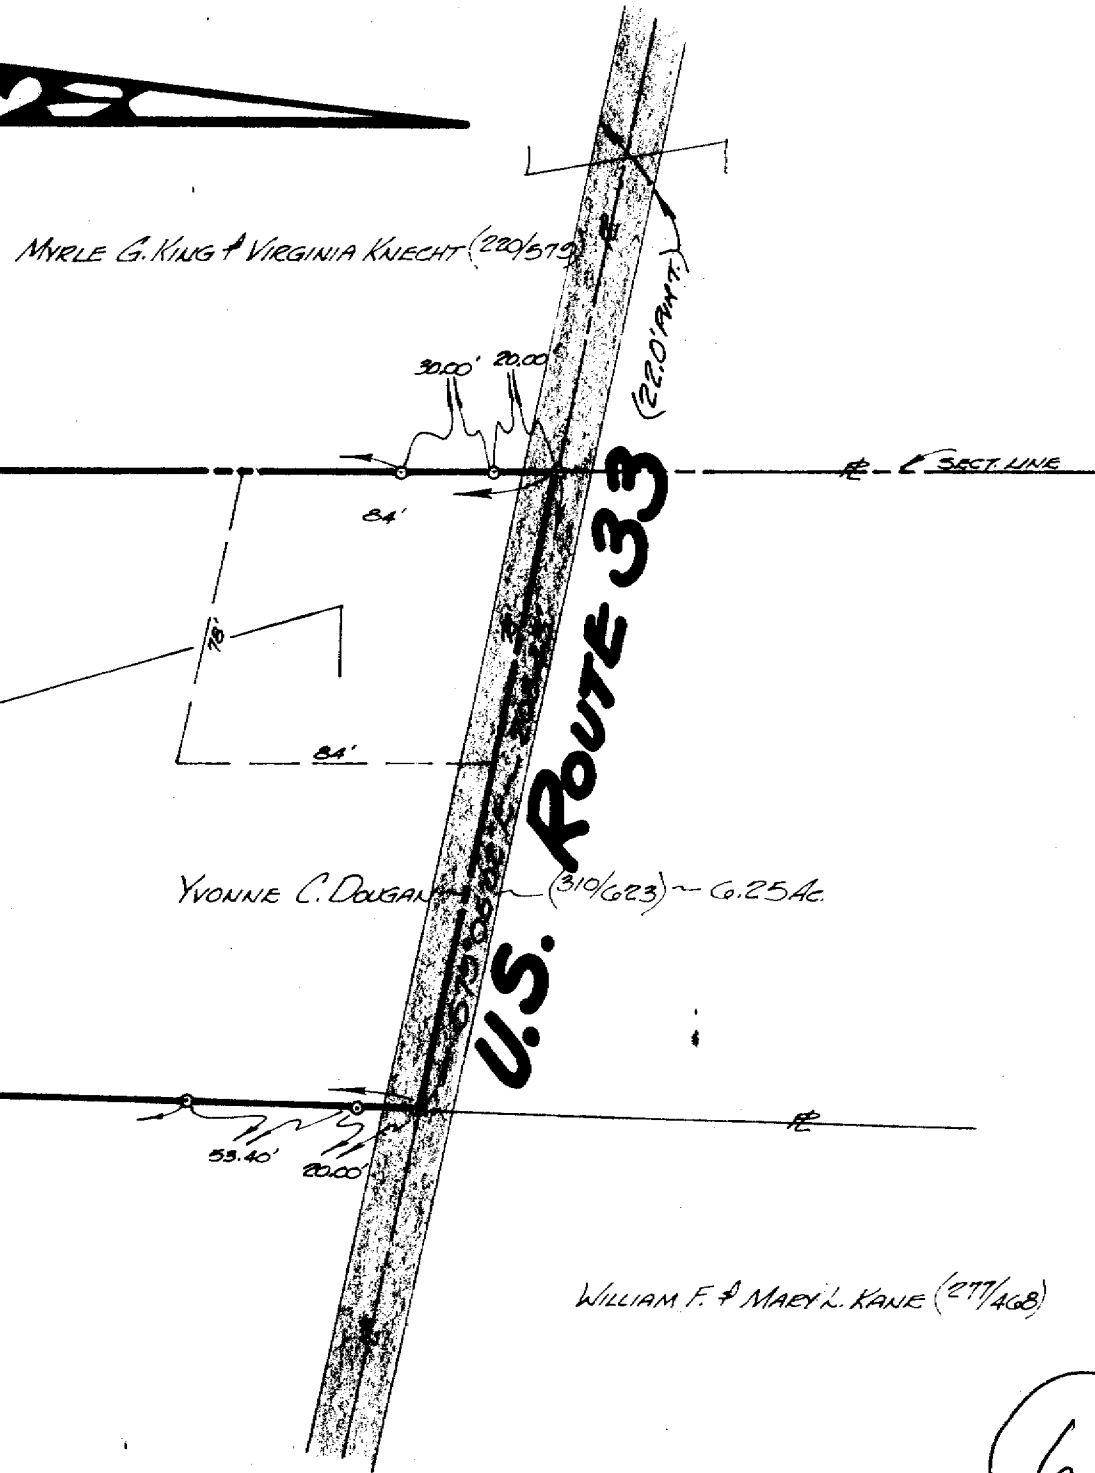 MYRLE G. KING & VIRGINIA KNECHT (220/579)
(22.0' PVM'T.)
30.00' 20.00'
℄ SECT. LINE
84'
78'
84'
U.S. ROUTE 33
YVONNE C. DOUGAN ~ (310/623) ~ 6.25 Ac.
53.40' 20.00'
WILLIAM F. & MARY L. KANE (277/468)